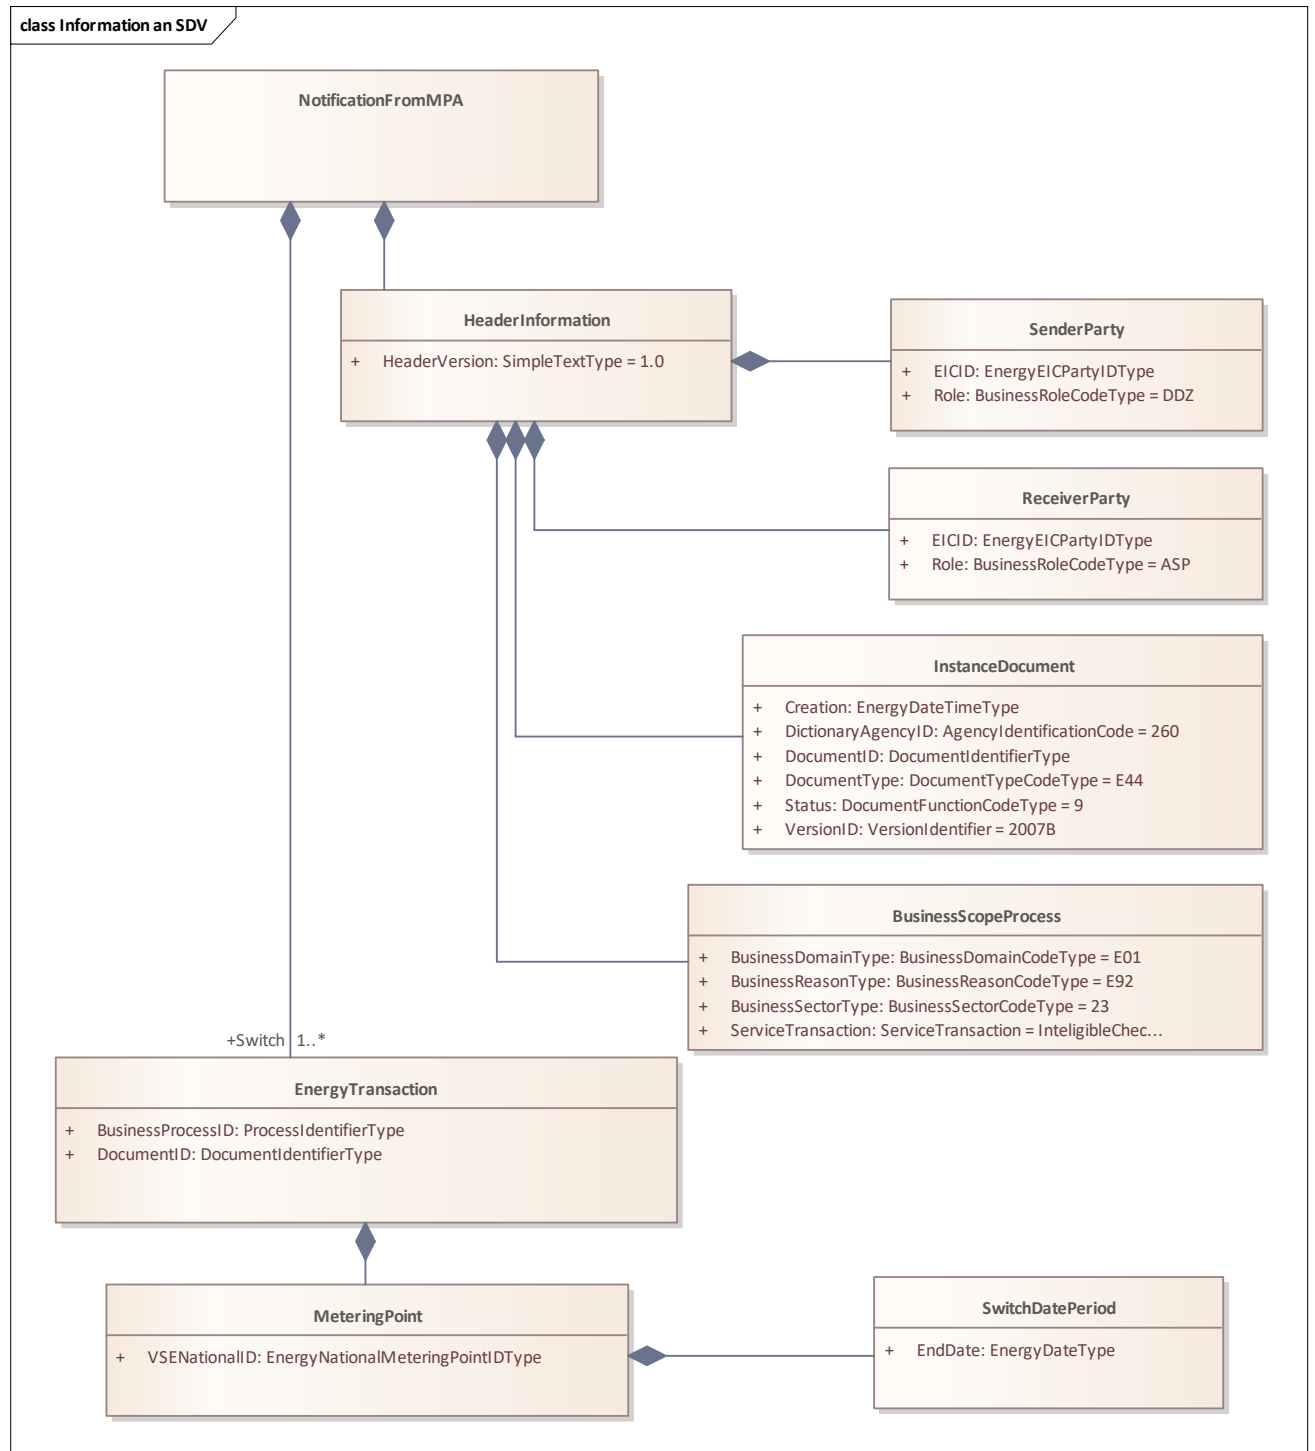 class Information an SDV
NotificationFromMPA
HeaderInformation
+ HeaderVersion: SimpleTextType = 1.0
SenderParty
+ EICID: EnergyEICPartyIDType
+ Role: BusinessRoleCodeType = DDZ
ReceiverParty
+ EICID: EnergyEICPartyIDType
+ Role: BusinessRoleCodeType = ASP
InstanceDocument
+ Creation: EnergyDateTimeType
+ DictionaryAgencyID: AgencyIdentificationCode = 260
+ DocumentID: DocumentIdentifierType
+ DocumentType: DocumentTypeCodeType = E44
+ Status: DocumentFunctionCodeType = 9
+ VersionID: VersionIdentifier = 2007B
BusinessScopeProcess
+ BusinessDomainType: BusinessDomainCodeType = E01
+ BusinessReasonType: BusinessReasonCodeType = E92
+ BusinessSectorType: BusinessSectorCodeType = 23
+ ServiceTransaction: ServiceTransaction = InteligibleChec...
+Switch 1..*
EnergyTransaction
+ BusinessProcessID: ProcessIdentifierType
+ DocumentID: DocumentIdentifierType
MeteringPoint
+ VSENationalID: EnergyNationalMeteringPointIDType
SwitchDatePeriod
+ EndDate: EnergyDateType